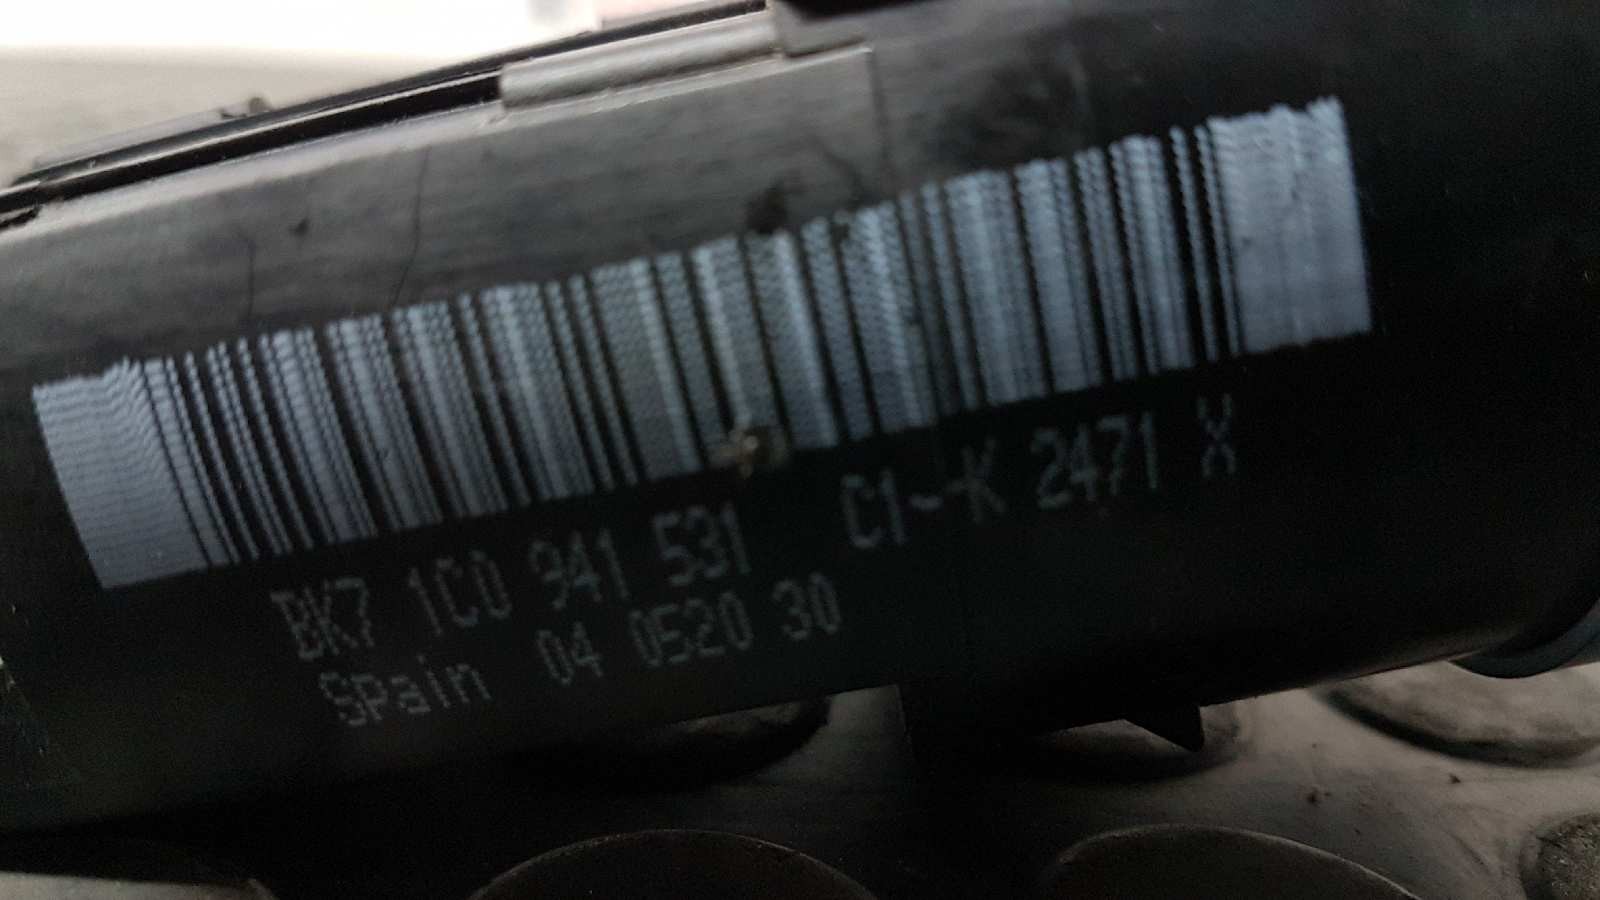 BK7 1C0 941 531 C1--K 2471 X
Spain 04 0520 30